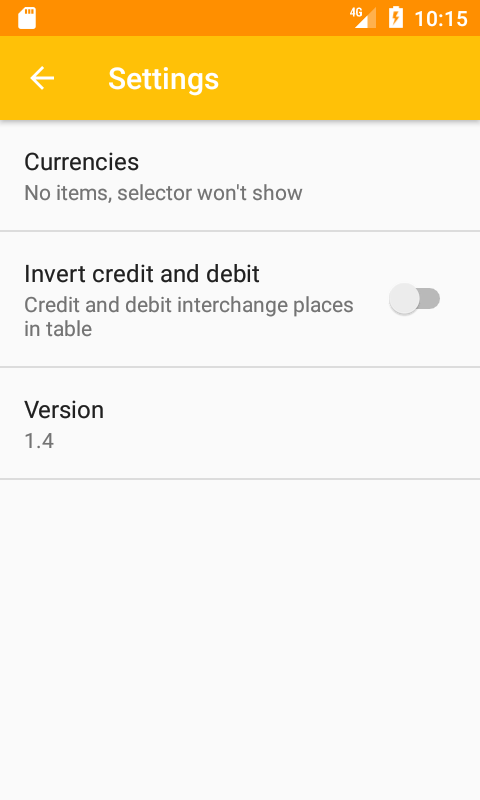 4G 10:15
Settings
Currencies
No items, selector won't show
Invert credit and debit
Credit and debit interchange places
in table
Version
1.4